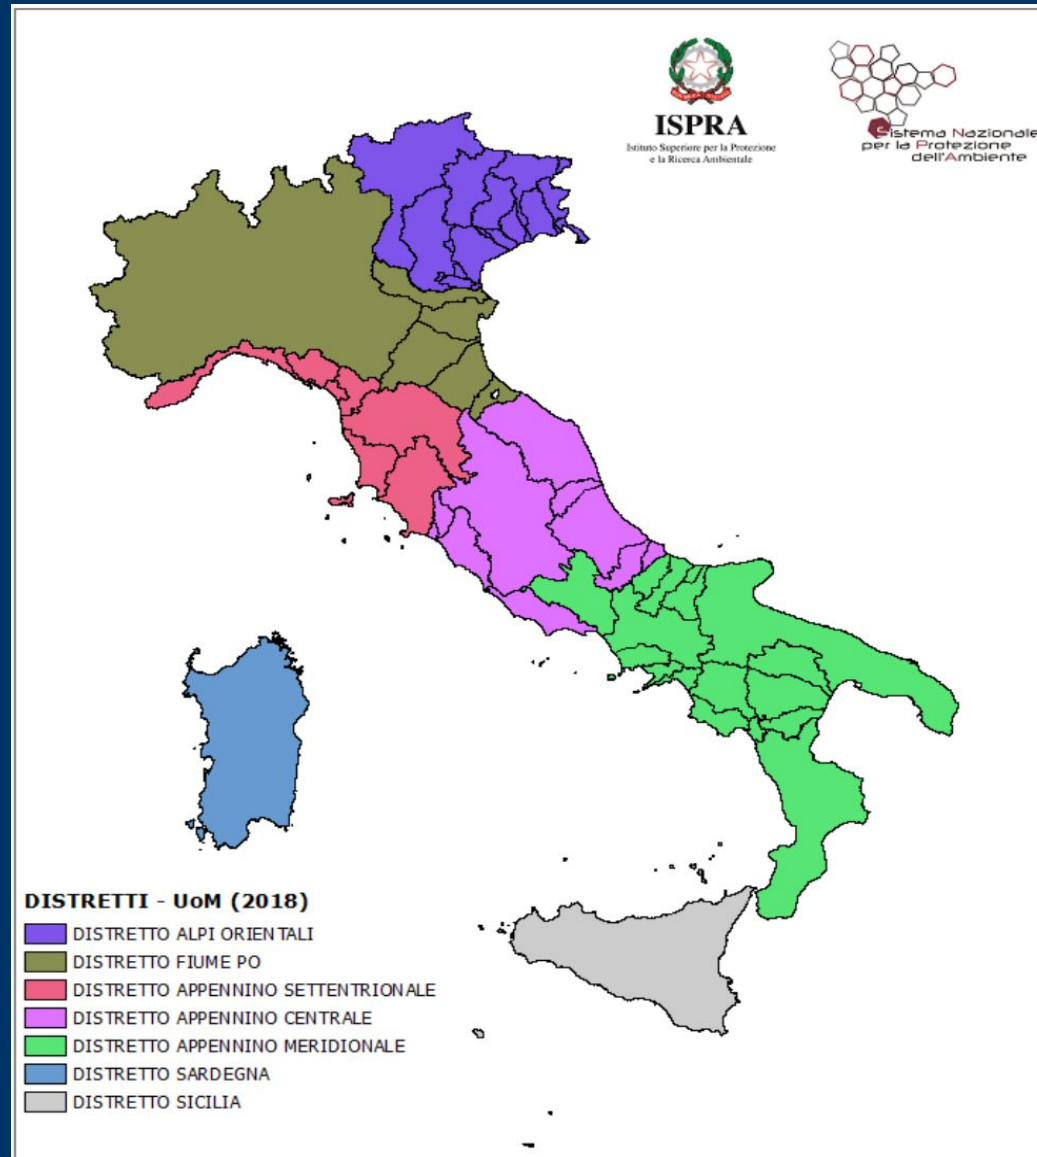 ISPRA
Istituto Superiore per la Protezione
e la Ricerca Ambientale
Sistema Nazionale
per la Protezione
dell'Ambiente
DISTRETTI - UoM (2018)
DISTRETTO ALPI ORIENTALI
DISTRETTO FIUME PO
DISTRETTO APPENNINO SETTENTRIONALE
DISTRETTO APPENNINO CENTRALE
DISTRETTO APPENNINO MERIDIONALE
DISTRETTO SARDEGNA
DISTRETTO SICILIA